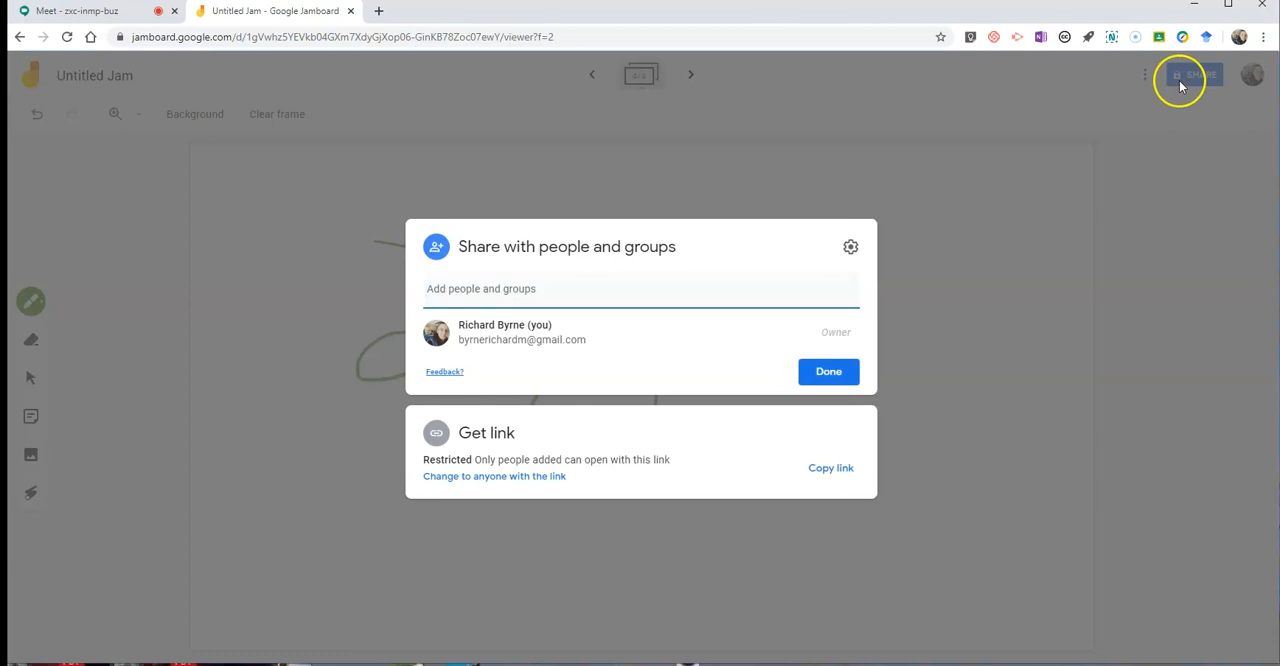 Meet - zxc-inmp-buz
Untitled Jam - Google Jamboard
jamboard.google.com/d/1gVwhz5YEVkb04GXm7XdyGjXop06-GinKB78Zoc07ewY/viewer?f=2
Untitled Jam
SHARE
Background
Clear frame
Share with people and groups
Add people and groups
Richard Byrne (you)
Owner
byrnerichardm@gmail.com
Feedback?
Done
Get link
Restricted Only people added can open with this link
Copy link
Change to anyone with the link